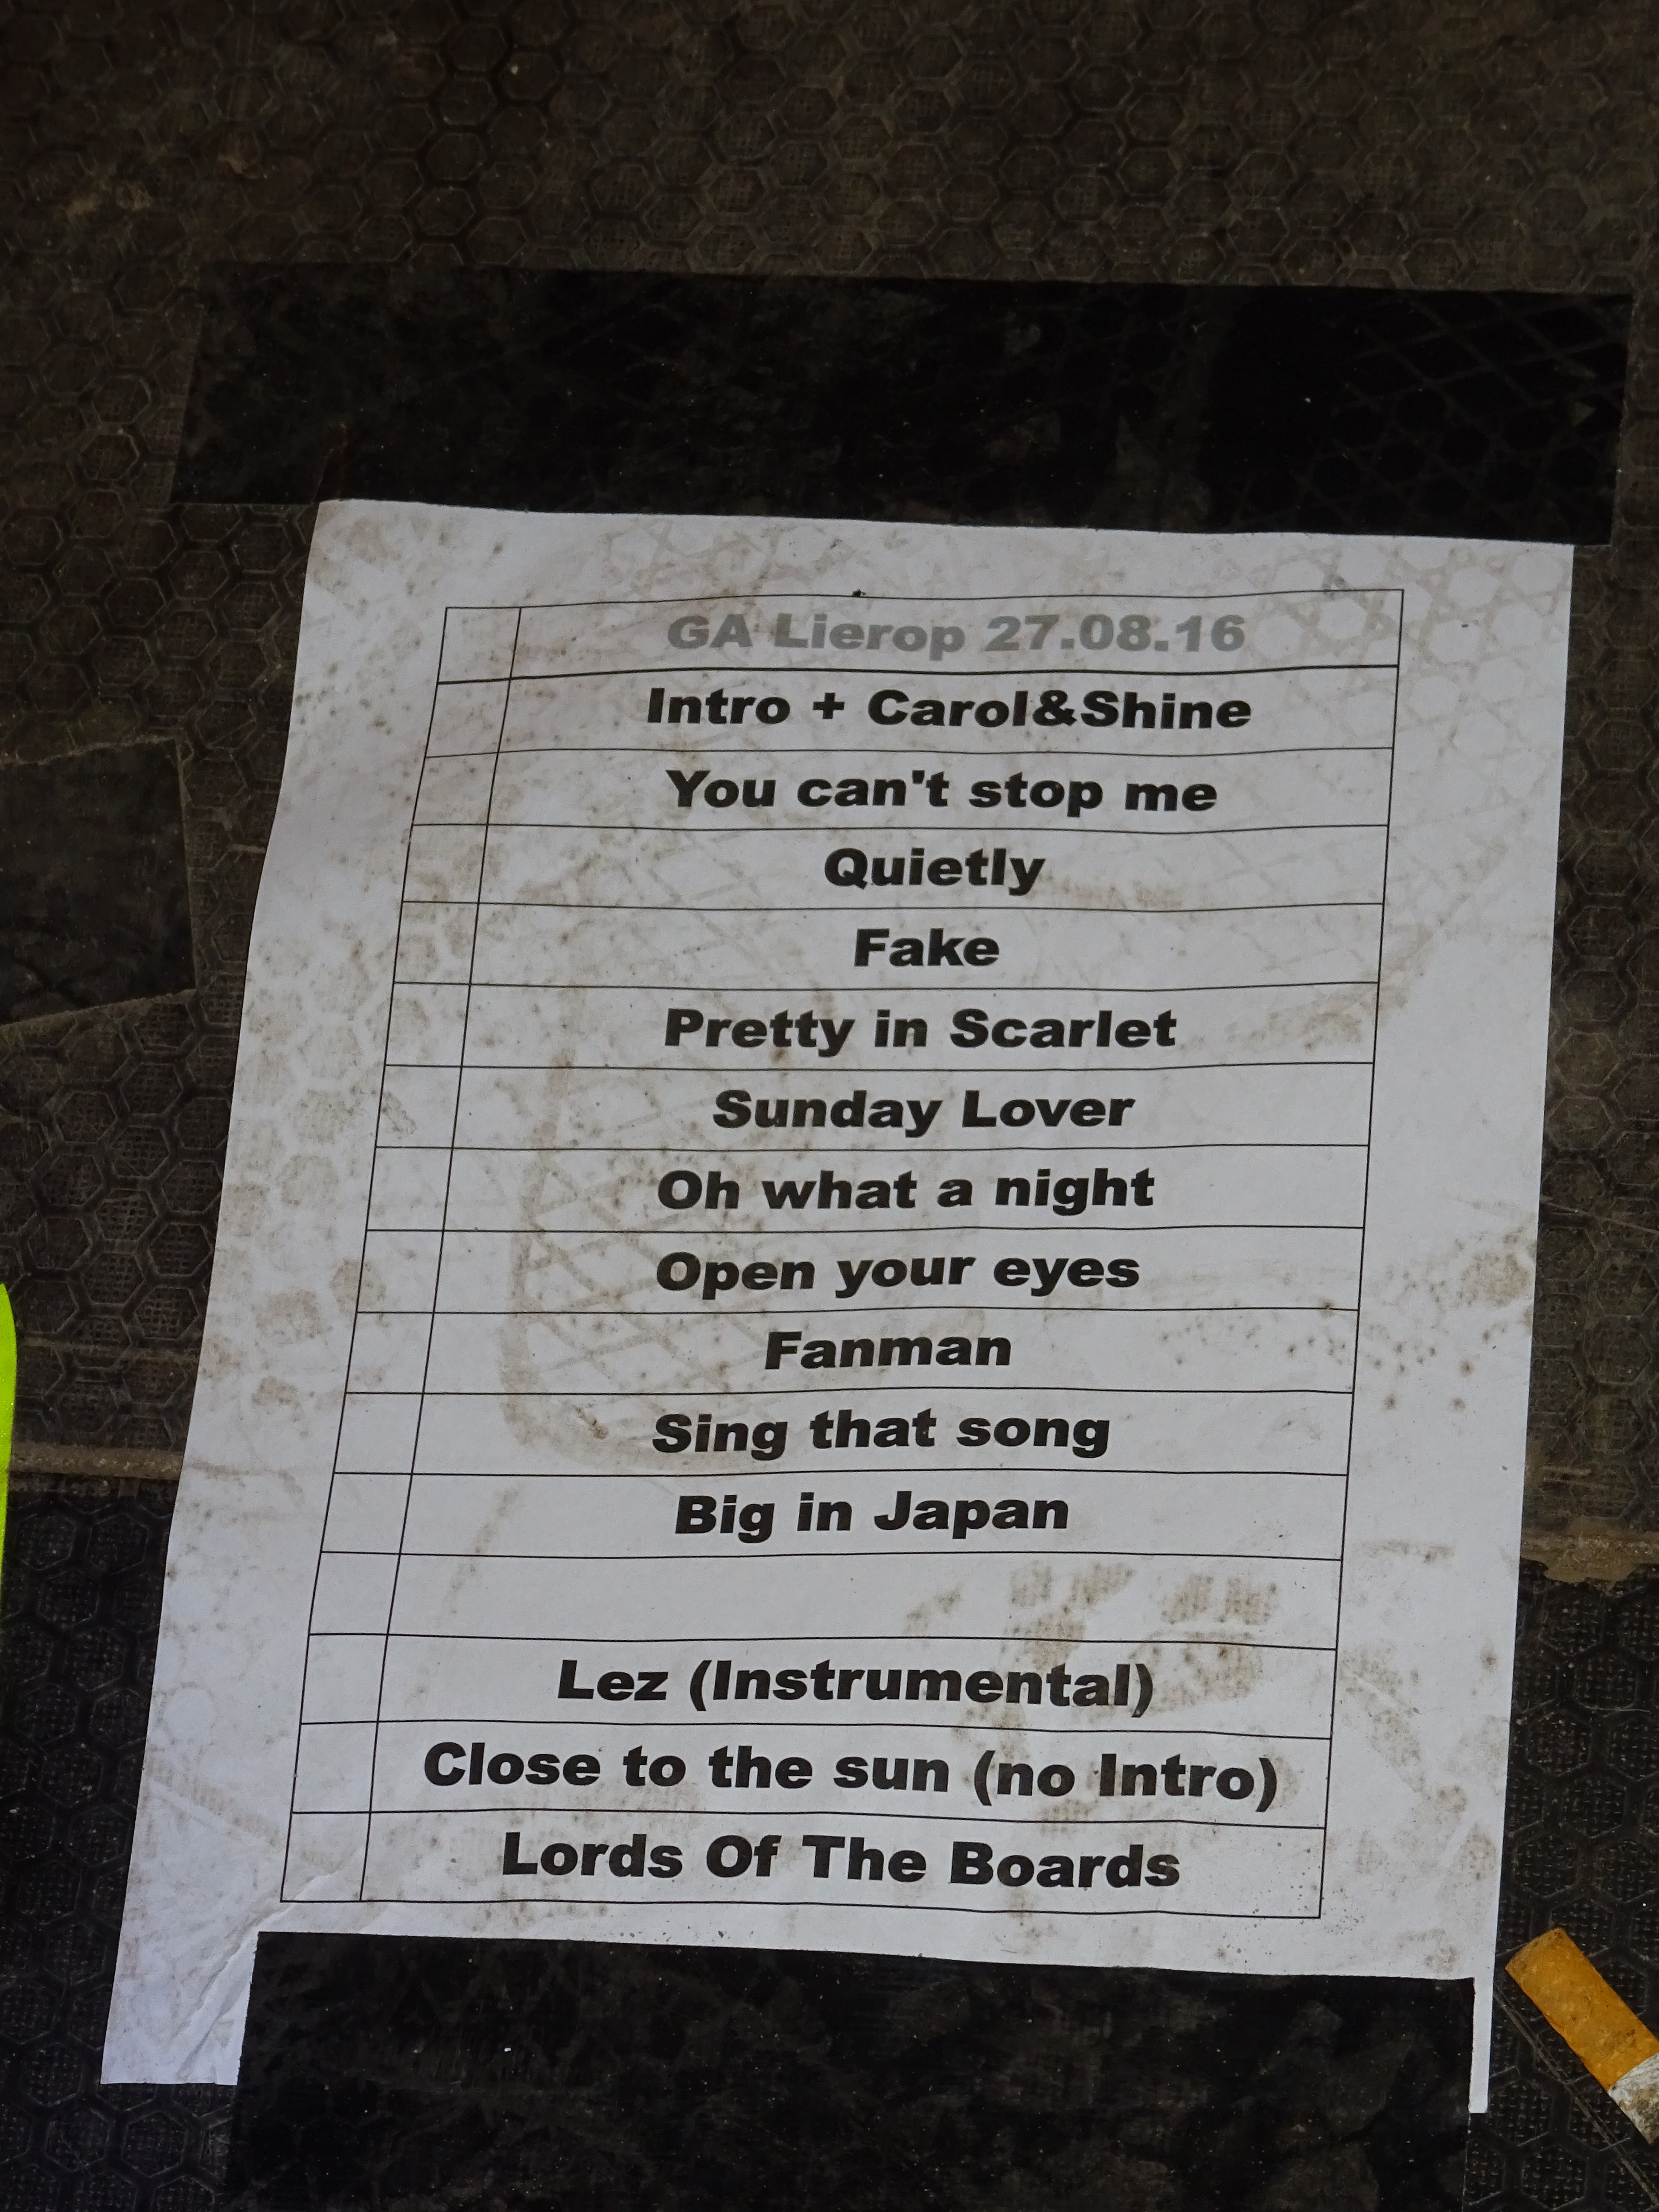 GA Lierop 27.08.16
Intro + Carol&Shine
You can't stop me
Quietly
Fake
Pretty in Scarlet
Sunday Lover
Oh what a night
Open your eyes
Fanman
Sing that song
Big in Japan
Lez (Instrumental)
Close to the sun (no Intro)
Lords Of The Boards